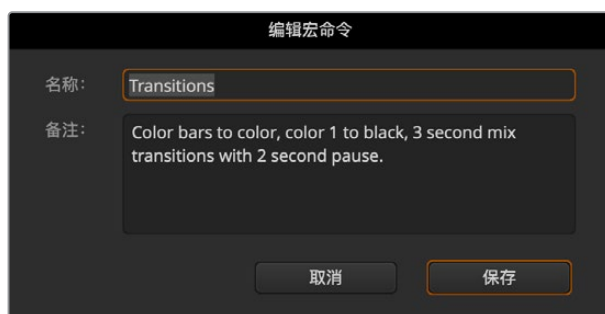 编辑宏命令
名称: Transitions
备注: Color bars to color, color 1 to black, 3 second mix
transitions with 2 second pause.
取消 保存